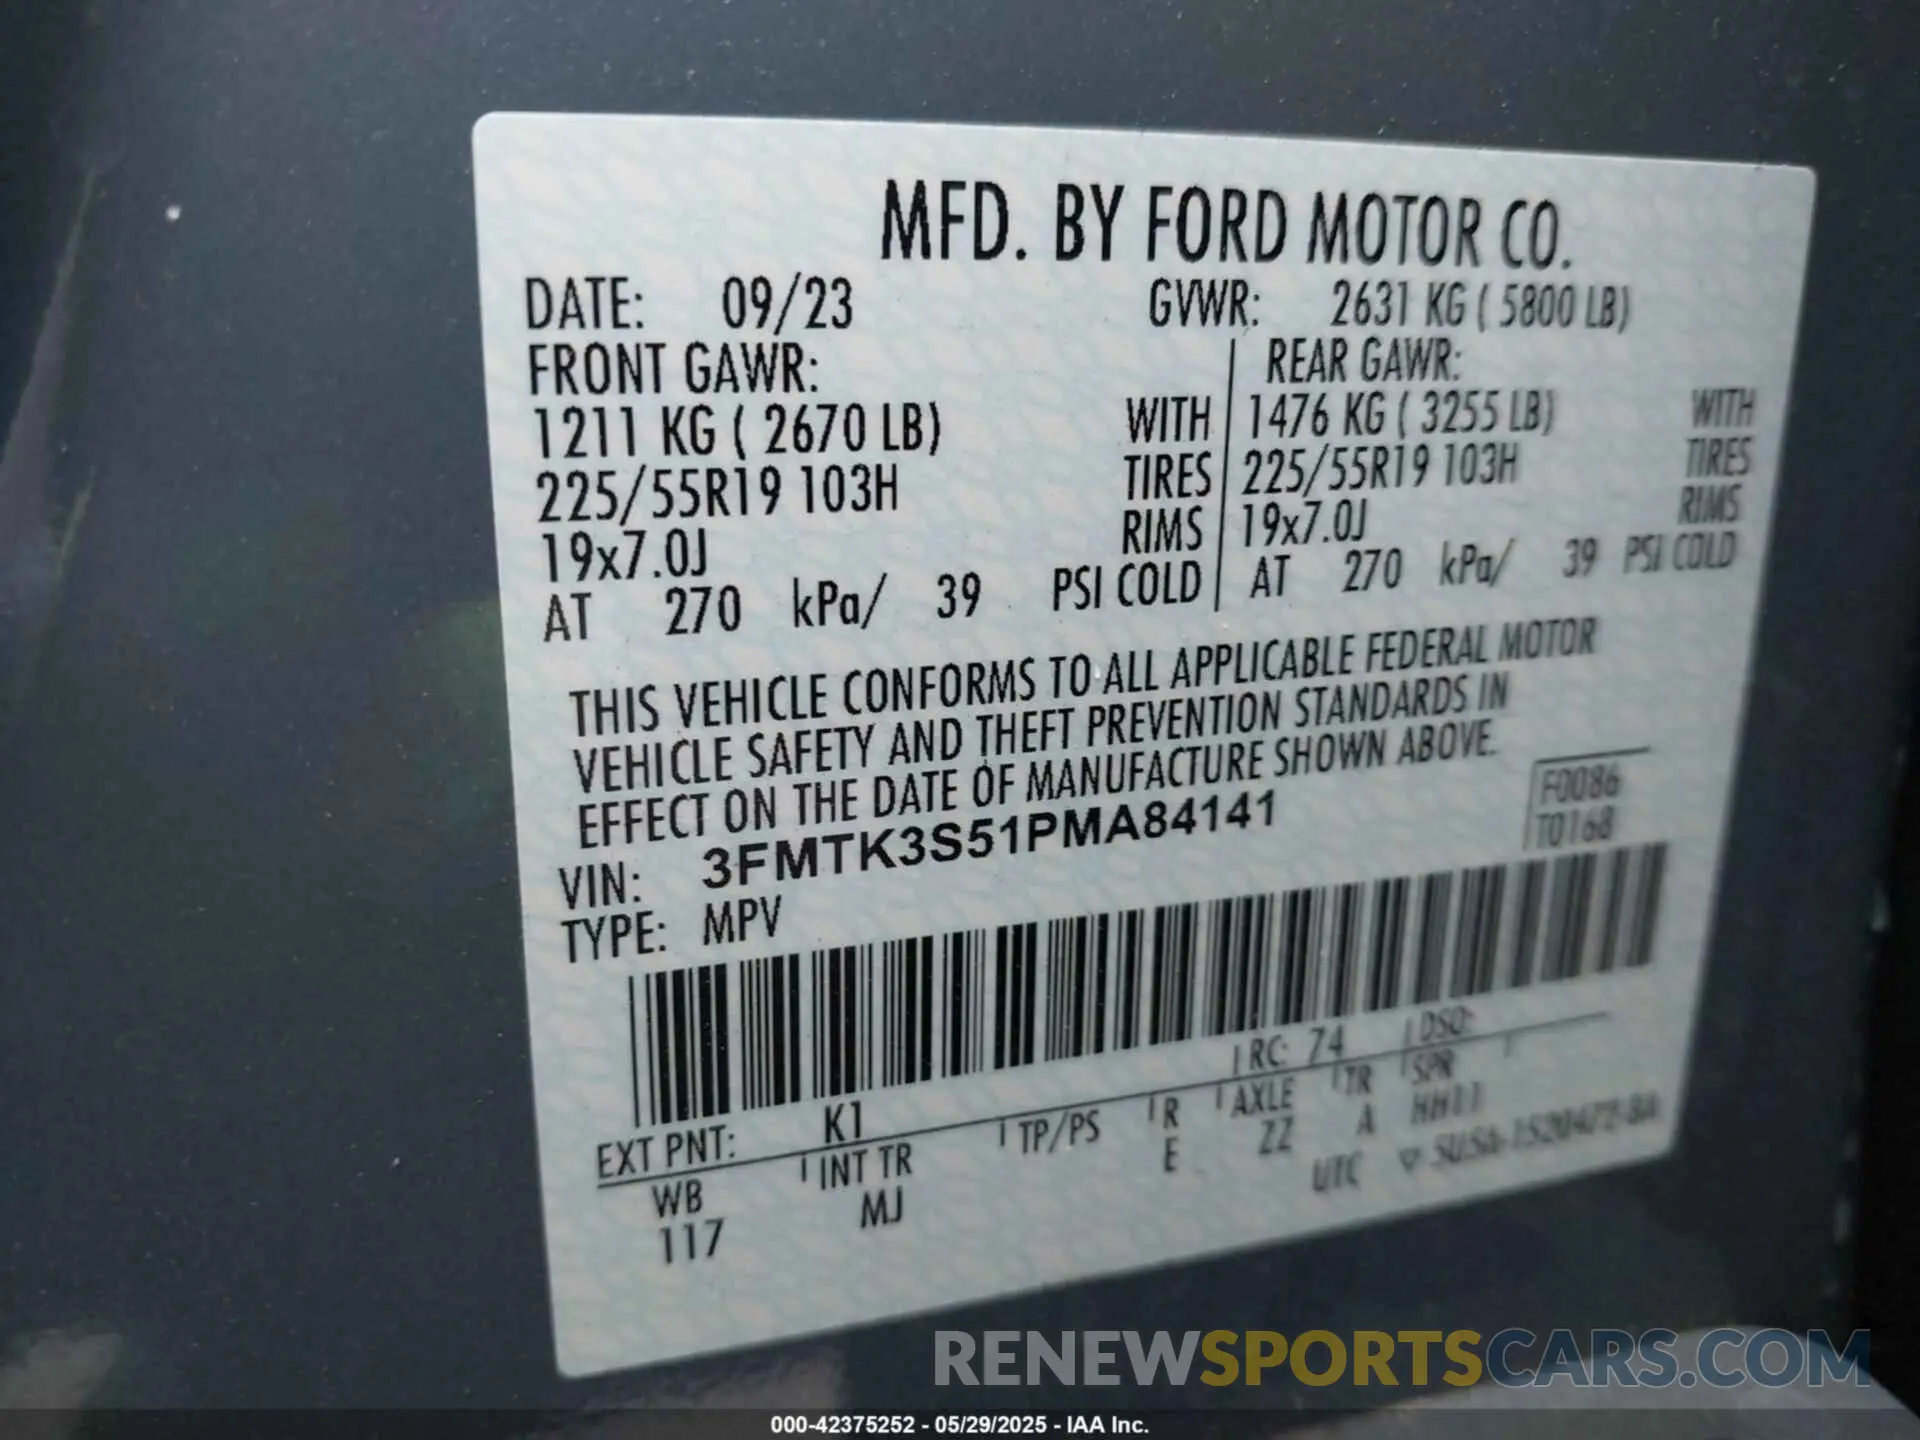 MFD. BY FORD MOTOR CO.
DATE: 09/23 GVWR: 2631 KG ( 5800 LB)
FRONT GAWR: REAR GAWR:
1211 KG ( 2670 LB) WITH 1476 KG ( 3255 LB) WITH
225/55R19 103H TIRES 225/55R19 103H TIRES
19x7.0J RIMS 19x7.0J RIMS
AT 270 kPa/ 39 PSI COLD AT 270 kPa/ 39 PSI COLD
THIS VEHICLE CONFORMS TO ALL APPLICABLE FEDERAL MOTOR
VEHICLE SAFETY AND THEFT PREVENTION STANDARDS IN
EFFECT ON THE DATE OF MANUFACTURE SHOWN ABOVE.
F0086
T0168
VIN: 3FMTK3S51PMA84141
TYPE: MPV
EXT PNT: K1 RC: 74 DSO:
WB INT TR TP/PS R AXLE TR SPR
117 MJ E ZZ A HH11
UTC
RENEWSPORTSCARS.COM
000-42375252 - 05/29/2025 - IAA Inc.